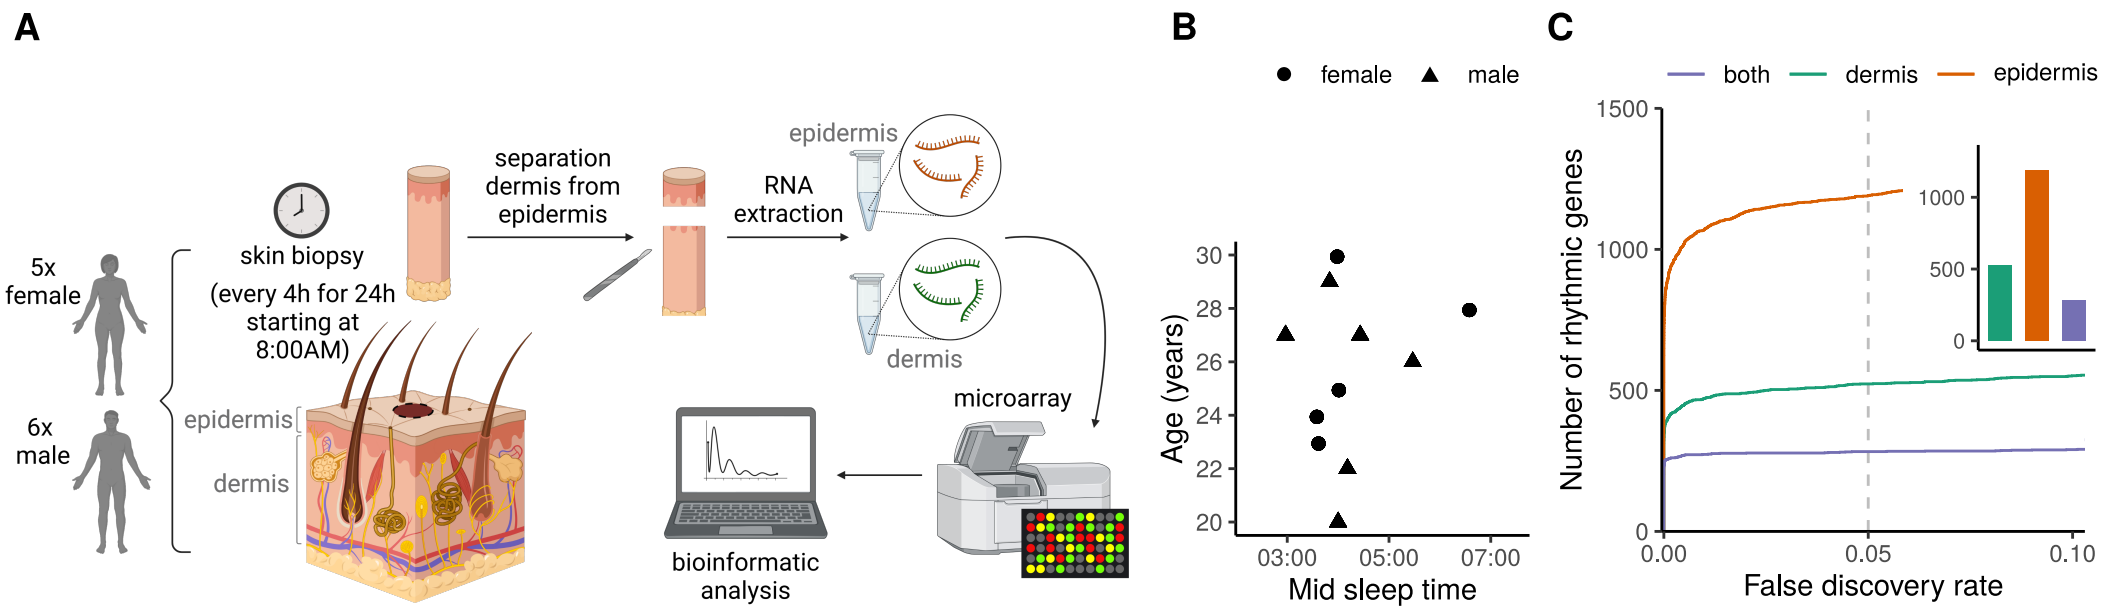 A
5x
female
6x
male
skin biopsy
(every 4h for 24h
starting at
8:00AM)
epidermis
dermis
separation
dermis from
epidermis
RNA
extraction
epidermis
dermis
microarray
bioinformatic
analysis
B
female male
30
28
26
24
22
20
Age (years)
03:00 05:00 07:00
Mid sleep time
C
both dermis epidermis
1500
1000
500
0
Number of rhythmic genes
1000
500
0
0.00 0.05 0.10
False discovery rate